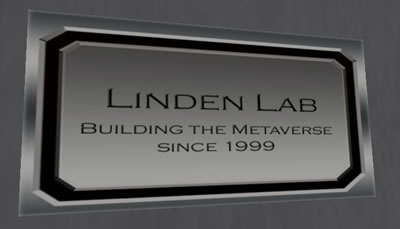 LINDEN LAB
BUILDING THE METAVERSE
SINCE 1999